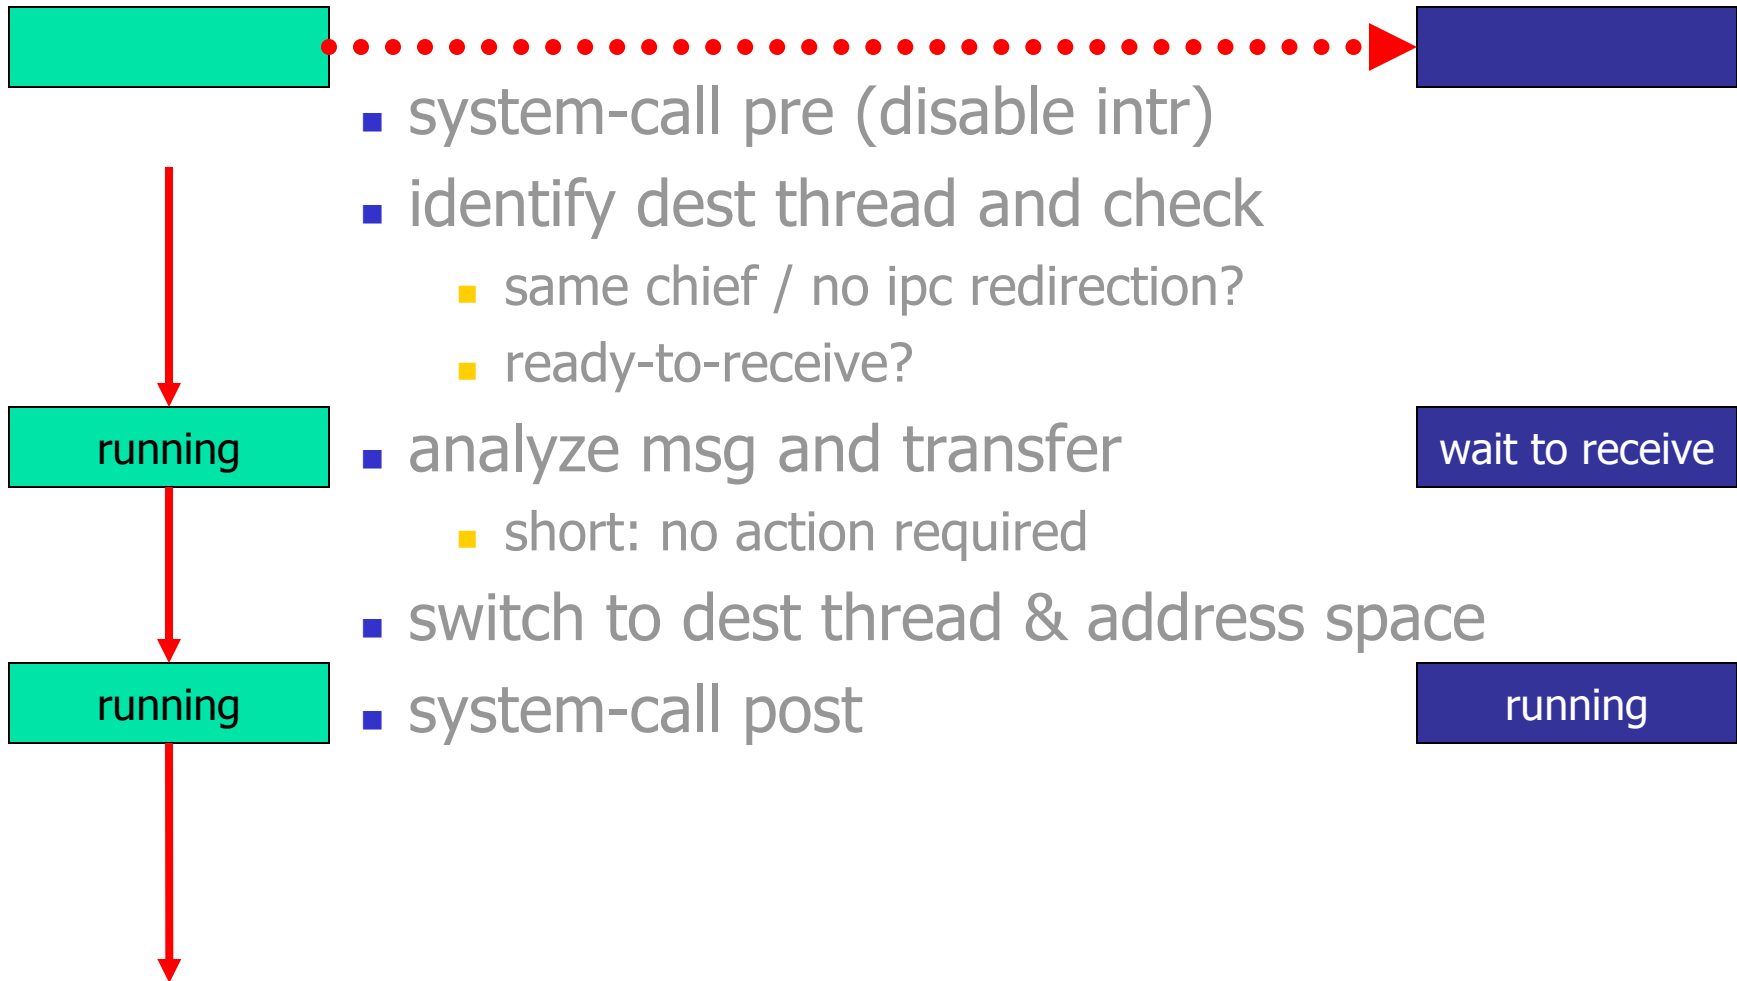 system-call pre (disable intr)
identify dest thread and check
same chief / no ipc redirection?
ready-to-receive?
running
analyze msg and transfer
wait to receive
short: no action required
switch to dest thread & address space
running
system-call post
running